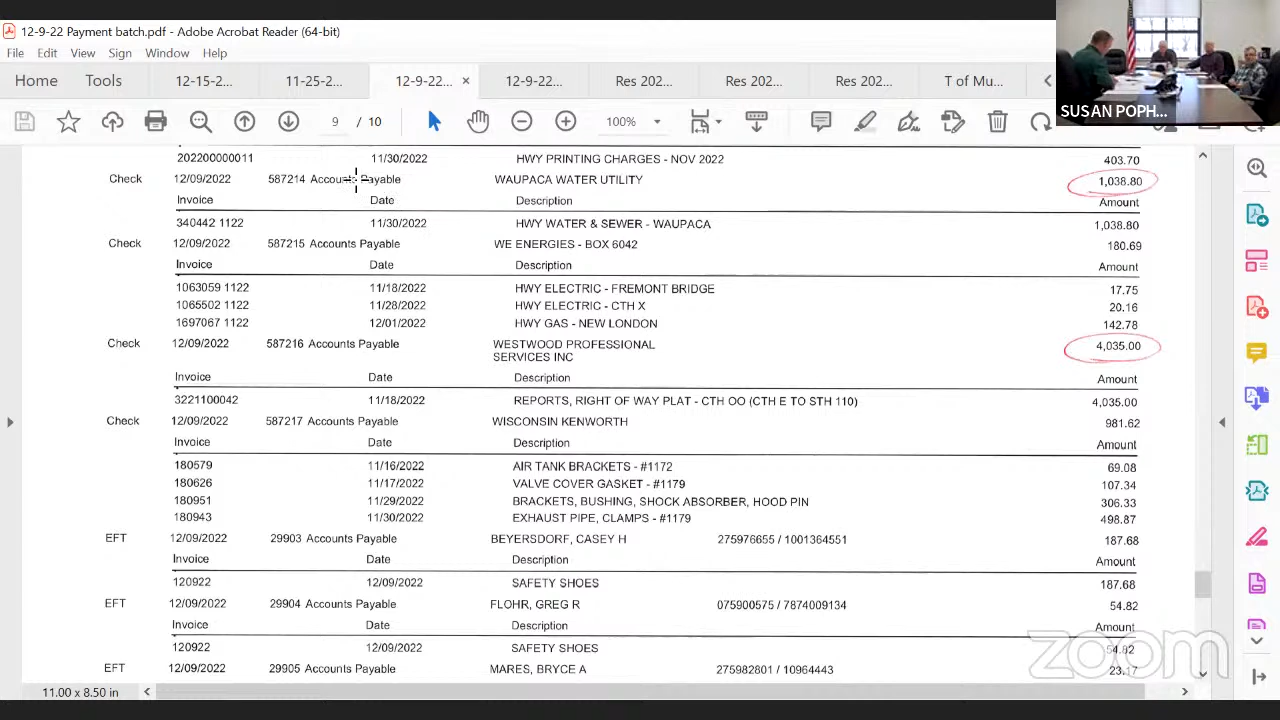 12-9-22 Payment batch.pdf - Adobe Acrobat Reader (64-bit)
File Edit View Sign Window Help
Home Tools 12-15-2... 11-25-2... 12-9-22... × 12-9-22... Res 202... Res 202... Res 202... T of Mu...
SUSAN POPH...
9 / 10 100%
202200000011 11/30/2022 HWY PRINTING CHARGES - NOV 2022 403.70
Check 12/09/2022 587214 Accounts Payable WAUPACA WATER UTILITY 1,038.80
Invoice Date Description Amount
340442 1122 11/30/2022 HWY WATER & SEWER - WAUPACA 1,038.80
Check 12/09/2022 587215 Accounts Payable WE ENERGIES - BOX 6042 180.69
Invoice Date Description Amount
1063059 1122 11/18/2022 HWY ELECTRIC - FREMONT BRIDGE 17.75
1065502 1122 11/28/2022 HWY ELECTRIC - CTH X 20.16
1697067 1122 12/01/2022 HWY GAS - NEW LONDON 142.78
Check 12/09/2022 587216 Accounts Payable WESTWOOD PROFESSIONAL 4,035.00
SERVICES INC
Invoice Date Description Amount
3221100042 11/18/2022 REPORTS, RIGHT OF WAY PLAT - CTH OO (CTH E TO STH 110) 4,035.00
Check 12/09/2022 587217 Accounts Payable WISCONSIN KENWORTH 981.62
Invoice Date Description Amount
180579 11/16/2022 AIR TANK BRACKETS - #1172 69.08
180626 11/17/2022 VALVE COVER GASKET - #1179 107.34
180951 11/29/2022 BRACKETS, BUSHING, SHOCK ABSORBER, HOOD PIN 306.33
180943 11/30/2022 EXHAUST PIPE, CLAMPS - #1179 498.87
EFT 12/09/2022 29903 Accounts Payable BEYERSDORF, CASEY H 275976655 / 1001364551 187.68
Invoice Date Description Amount
120922 12/09/2022 SAFETY SHOES 187.68
EFT 12/09/2022 29904 Accounts Payable FLOHR, GREG R 075900575 / 7874009134 54.82
Invoice Date Description Amount
120922 12/09/2022 SAFETY SHOES 54.82
EFT 12/09/2022 29905 Accounts Payable MARES, BRYCE A 275982801 / 10964443 23.17
zoom
11.00 x 8.50 in